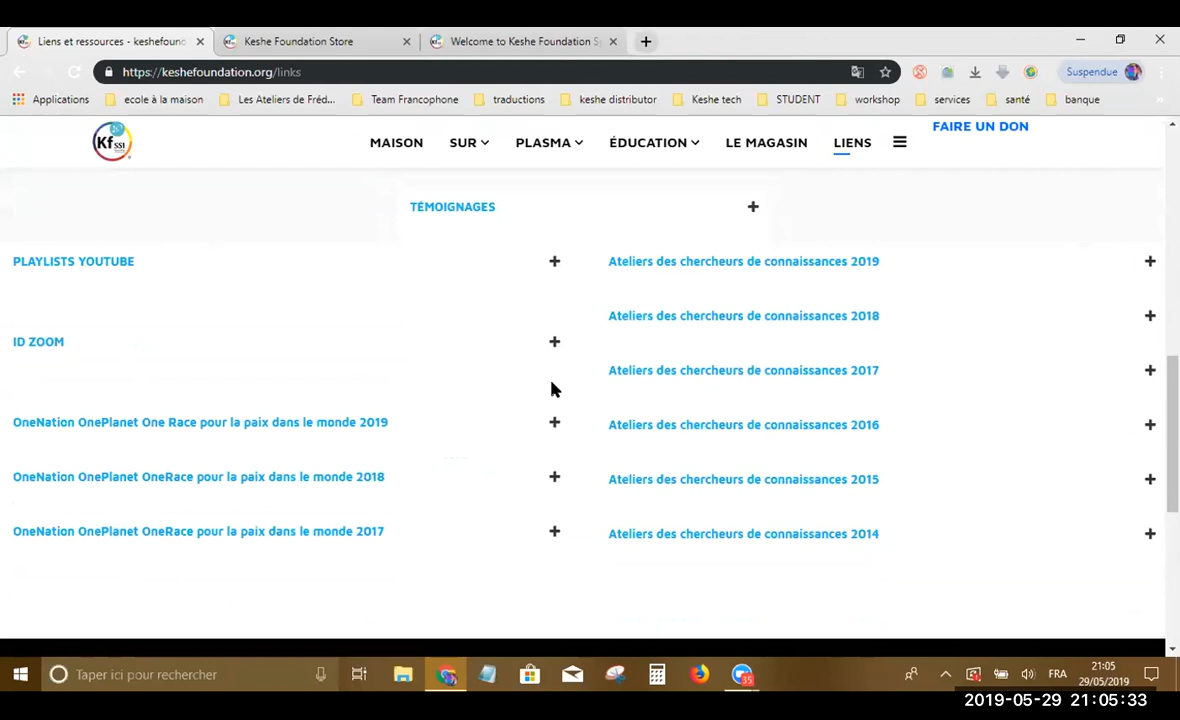 Liens et ressources - keshefound
Keshe Foundation Store
Welcome to Keshe Foundation S
https://keshefoundation.org/links
Suspendue
Applications
ecole à la maison
Les Ateliers de Fréd...
Team Francophone
traductions
keshe distributor
Keshe tech
STUDENT
workshop
services
santé
banque
Kf SSI
MAISON
SUR
PLASMA
ÉDUCATION
LE MAGASIN
LIENS
FAIRE UN DON
TÉMOIGNAGES
PLAYLISTS YOUTUBE
ID ZOOM
OneNation OnePlanet One Race pour la paix dans le monde 2019
OneNation OnePlanet OneRace pour la paix dans le monde 2018
OneNation OnePlanet OneRace pour la paix dans le monde 2017
Ateliers des chercheurs de connaissances 2019
Ateliers des chercheurs de connaissances 2018
Ateliers des chercheurs de connaissances 2017
Ateliers des chercheurs de connaissances 2016
Ateliers des chercheurs de connaissances 2015
Ateliers des chercheurs de connaissances 2014
Taper ici pour rechercher
35
FRA
21:05
29/05/2019
2019-05-29 21:05:33